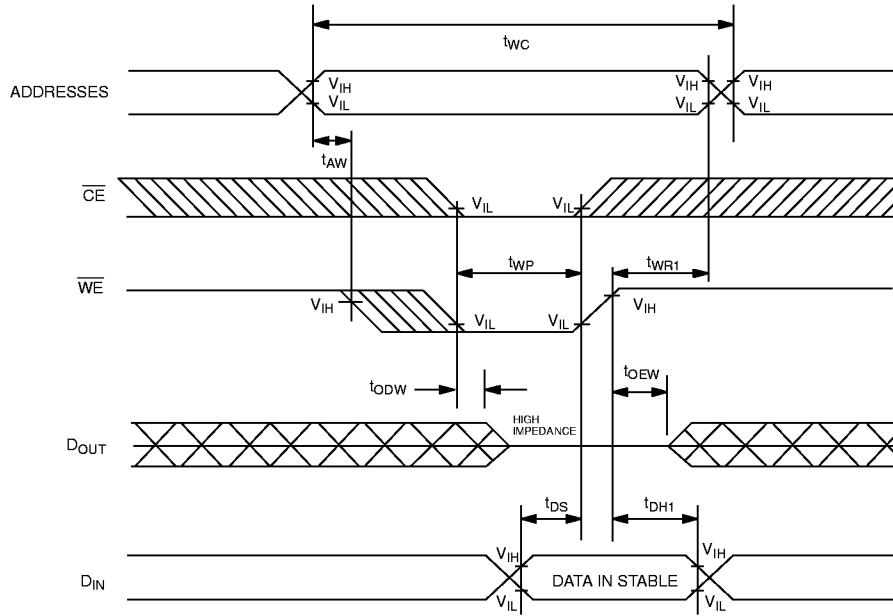 tWC
ADDRESSES
VIH
VIL
VIH
VIL
VIH
VIL
tAW
CE
VIL
VIL
tWP
tWR1
WE
VIH
VIL
VIL
VIH
tODW
tOEW
DOUT
HIGH
IMPEDANCE
tDS
tDH1
DIN
VIH
VIL
DATA IN STABLE
VIH
VIL